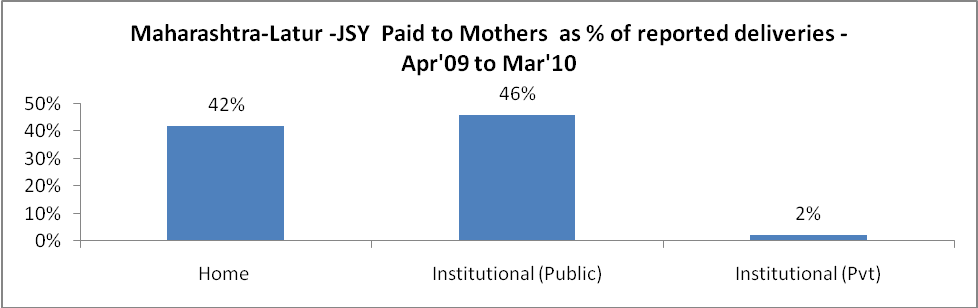 Maharashtra-Latur -JSY Paid to Mothers as % of reported deliveries -
Apr'09 to Mar'10
50%
40%
30%
20%
10%
0%
42%
46%
2%
Home
Institutional (Public)
Institutional (Pvt)